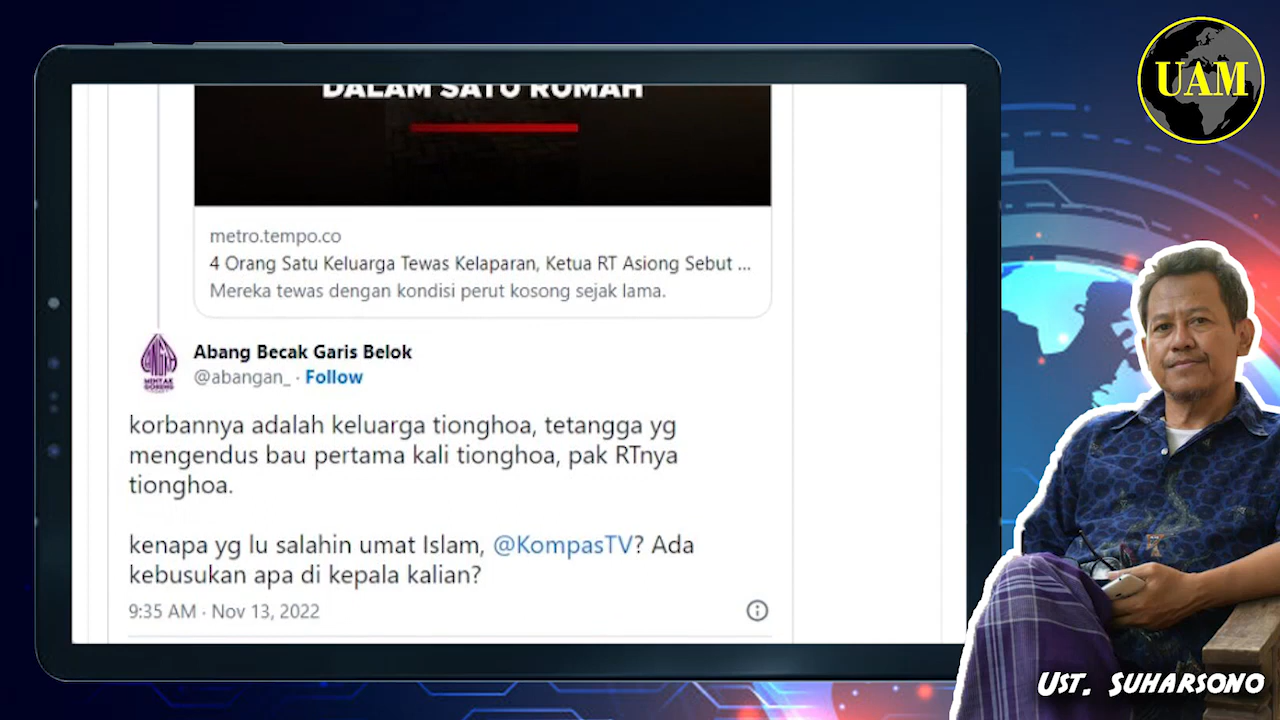 UAM
DALAM SATU RUMAH
metro.tempo.co
4 Orang Satu Keluarga Tewas Kelaparan, Ketua RT Asiong Sebut ...
Mereka tewas dengan kondisi perut kosong sejak lama.
Abang Becak Garis Belok
@abangan_ · Follow
korbannya adalah keluarga tionghoa, tetangga yg
mengendus bau pertama kali tionghoa, pak RTnya
tionghoa.
kenapa yg lu salahin umat Islam, @KompasTV? Ada
kebusukan apa di kepala kalian?
9:35 AM · Nov 13, 2022
UST. SUHARSONO